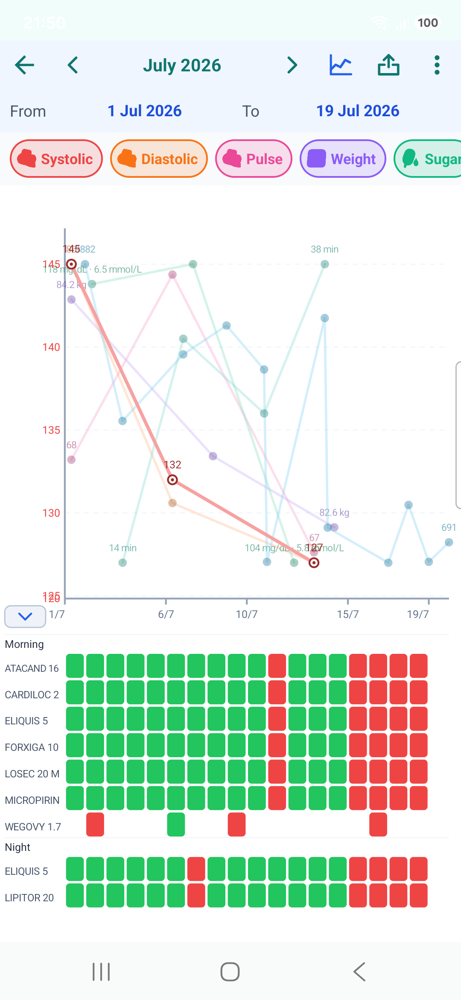 21:50
100
July 2026
From 1 Jul 2026 To 19 Jul 2026
Systolic Diastolic Pulse Weight Sugar
145 882 38 min
145
118 mg/dL · 6.5 mmol/L
84.2 kg
140
135
68
132
130
82.6 kg
691
67
14 min
104 mg/dL · 5.8 mmol/L
127
125
120
1/7 6/7 10/7 15/7 19/7
Morning
ATACAND 16
CARDILOC 2
ELIQUIS 5
FORXIGA 10
LOSEC 20 M
MICROPIRIN
WEGOVY 1.7
Night
ELIQUIS 5
LIPITOR 20